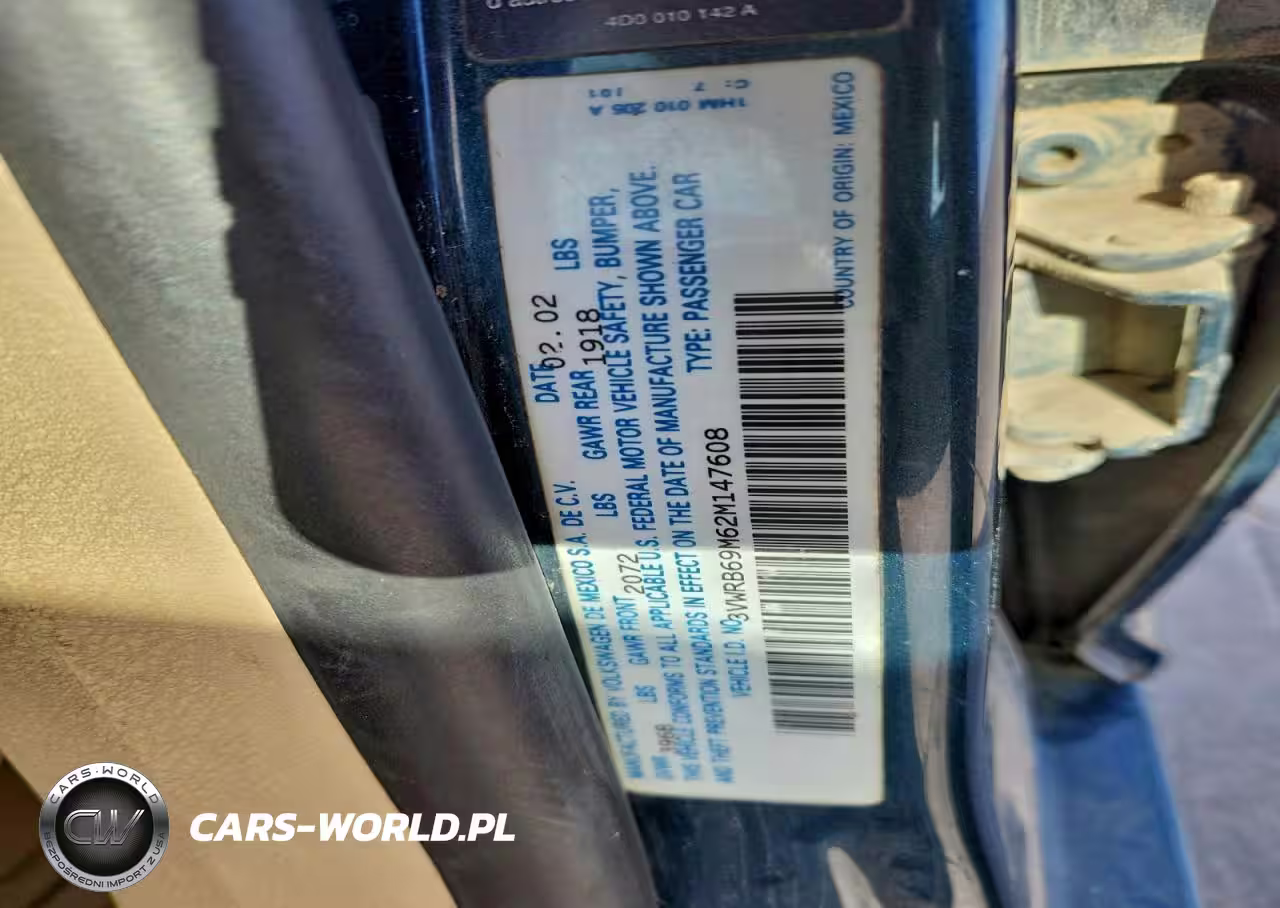 4D0 010 142 A
1HM 010 205 A
C: 7 101
MANUFACTURED BY VOLKSWAGEN DE MEXICO S.A. DE C.V. DATE 02.02
GVWR 3968 LBS GAWR FRONT 2072 LBS GAWR REAR 1918 LBS
THIS VEHICLE CONFORMS TO ALL APPLICABLE U.S. FEDERAL MOTOR VEHICLE SAFETY, BUMPER,
AND THEFT PREVENTION STANDARDS IN EFFECT ON THE DATE OF MANUFACTURE SHOWN ABOVE.
VEHICLE I.D. NO. 3VWRB69M62M147608 TYPE: PASSENGER CAR
COUNTRY OF ORIGIN: MEXICO
CARS-WORLD
CW
BEZPOŚREDNI IMPORT Z USA
CARS-WORLD.PL